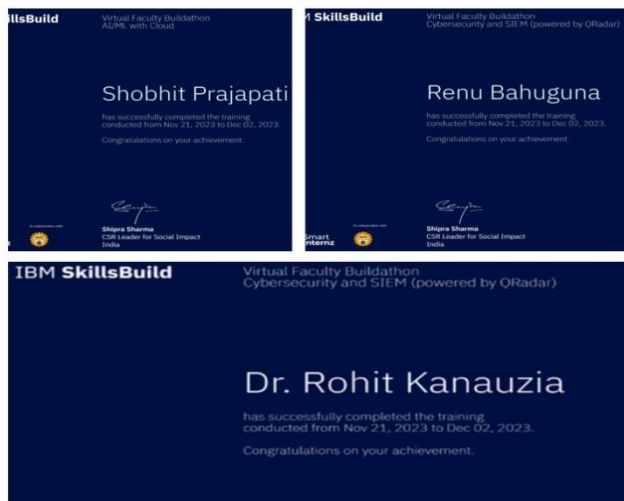 illsBuild
Virtual Faculty Buildathon
AI/ML with Cloud
Shobhit Prajapati
has successfully completed the training
conducted from Nov 21, 2023 to Dec 02, 2023.
Congratulations on your achievement.
Shipra Sharma
CSR Leader for Social Impact
India
M SkillsBuild
Virtual Faculty Buildathon
Cybersecurity and SIEM (powered by QRadar)
Renu Bahuguna
has successfully completed the training
conducted from Nov 21, 2023 to Dec 02, 2023.
Congratulations on your achievement.
Smart
nternz
Shipra Sharma
CSR Leader for Social Impact
India
IBM SkillsBuild
Virtual Faculty Buildathon
Cybersecurity and SIEM (powered by QRadar)
Dr. Rohit Kanauzia
has successfully completed the training
conducted from Nov 21, 2023 to Dec 02, 2023.
Congratulations on your achievement.